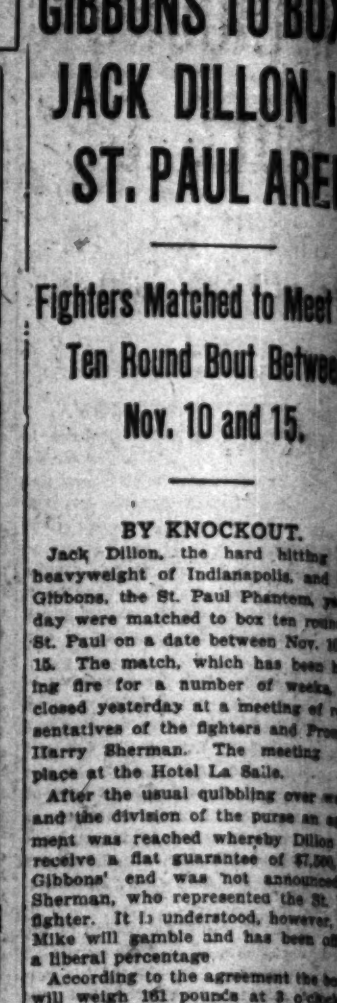 GIBBONS TO BOX
JACK DILLON
ST. PAUL ARE
Fighters Matched to Meet
Ten Round Bout Betwee
Nov. 10 and 15.
BY KNOCKOUT.
Jack Dillon, the hard hitting
heavyweight of Indianapolis, and
Gibbons, the St. Paul Phantom,
day were matched to box ten
St. Paul on a date between Nov.
15. The match, which has been
ing fire for a number of weeks,
closed yesterday at a meeting of
sentatives of the fighters and
Harry Sherman. The meeting
place at the Hotel La Salle.
After the usual quibbling over
and the division of the purse an
ment was reached whereby Dillon
receive a flat guarantee of
Gibbons' end was not announced
Sherman, who represented the St.
fighter. It is understood, however,
Mike will gamble and has been
a liberal percentage
According to the agreement the
will weigh 161 pounds at 3